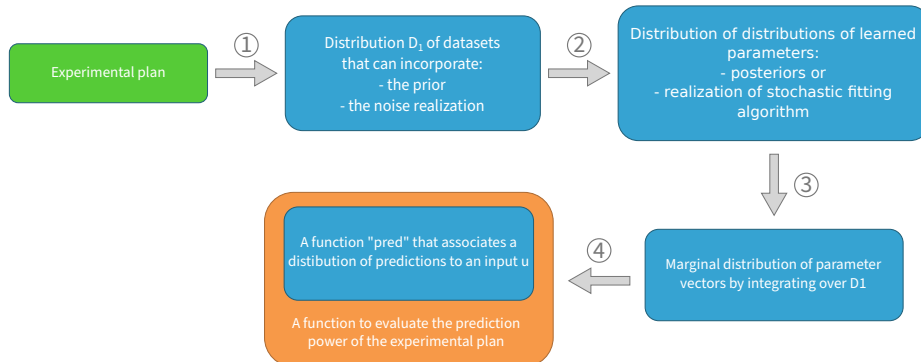 Experimental plan
①
Distribution D₁ of datasets
that can incorporate:
- the prior
- the noise realization
②
Distribution of distributions of learned
parameters:
- posteriors or
- realization of stochastic fitting
algorithm
③
Marginal distribution of parameter
vectors by integrating over D1
④
A function "pred" that associates a
distibution of predictions to an input u
A function to evaluate the prediction
power of the experimental plan